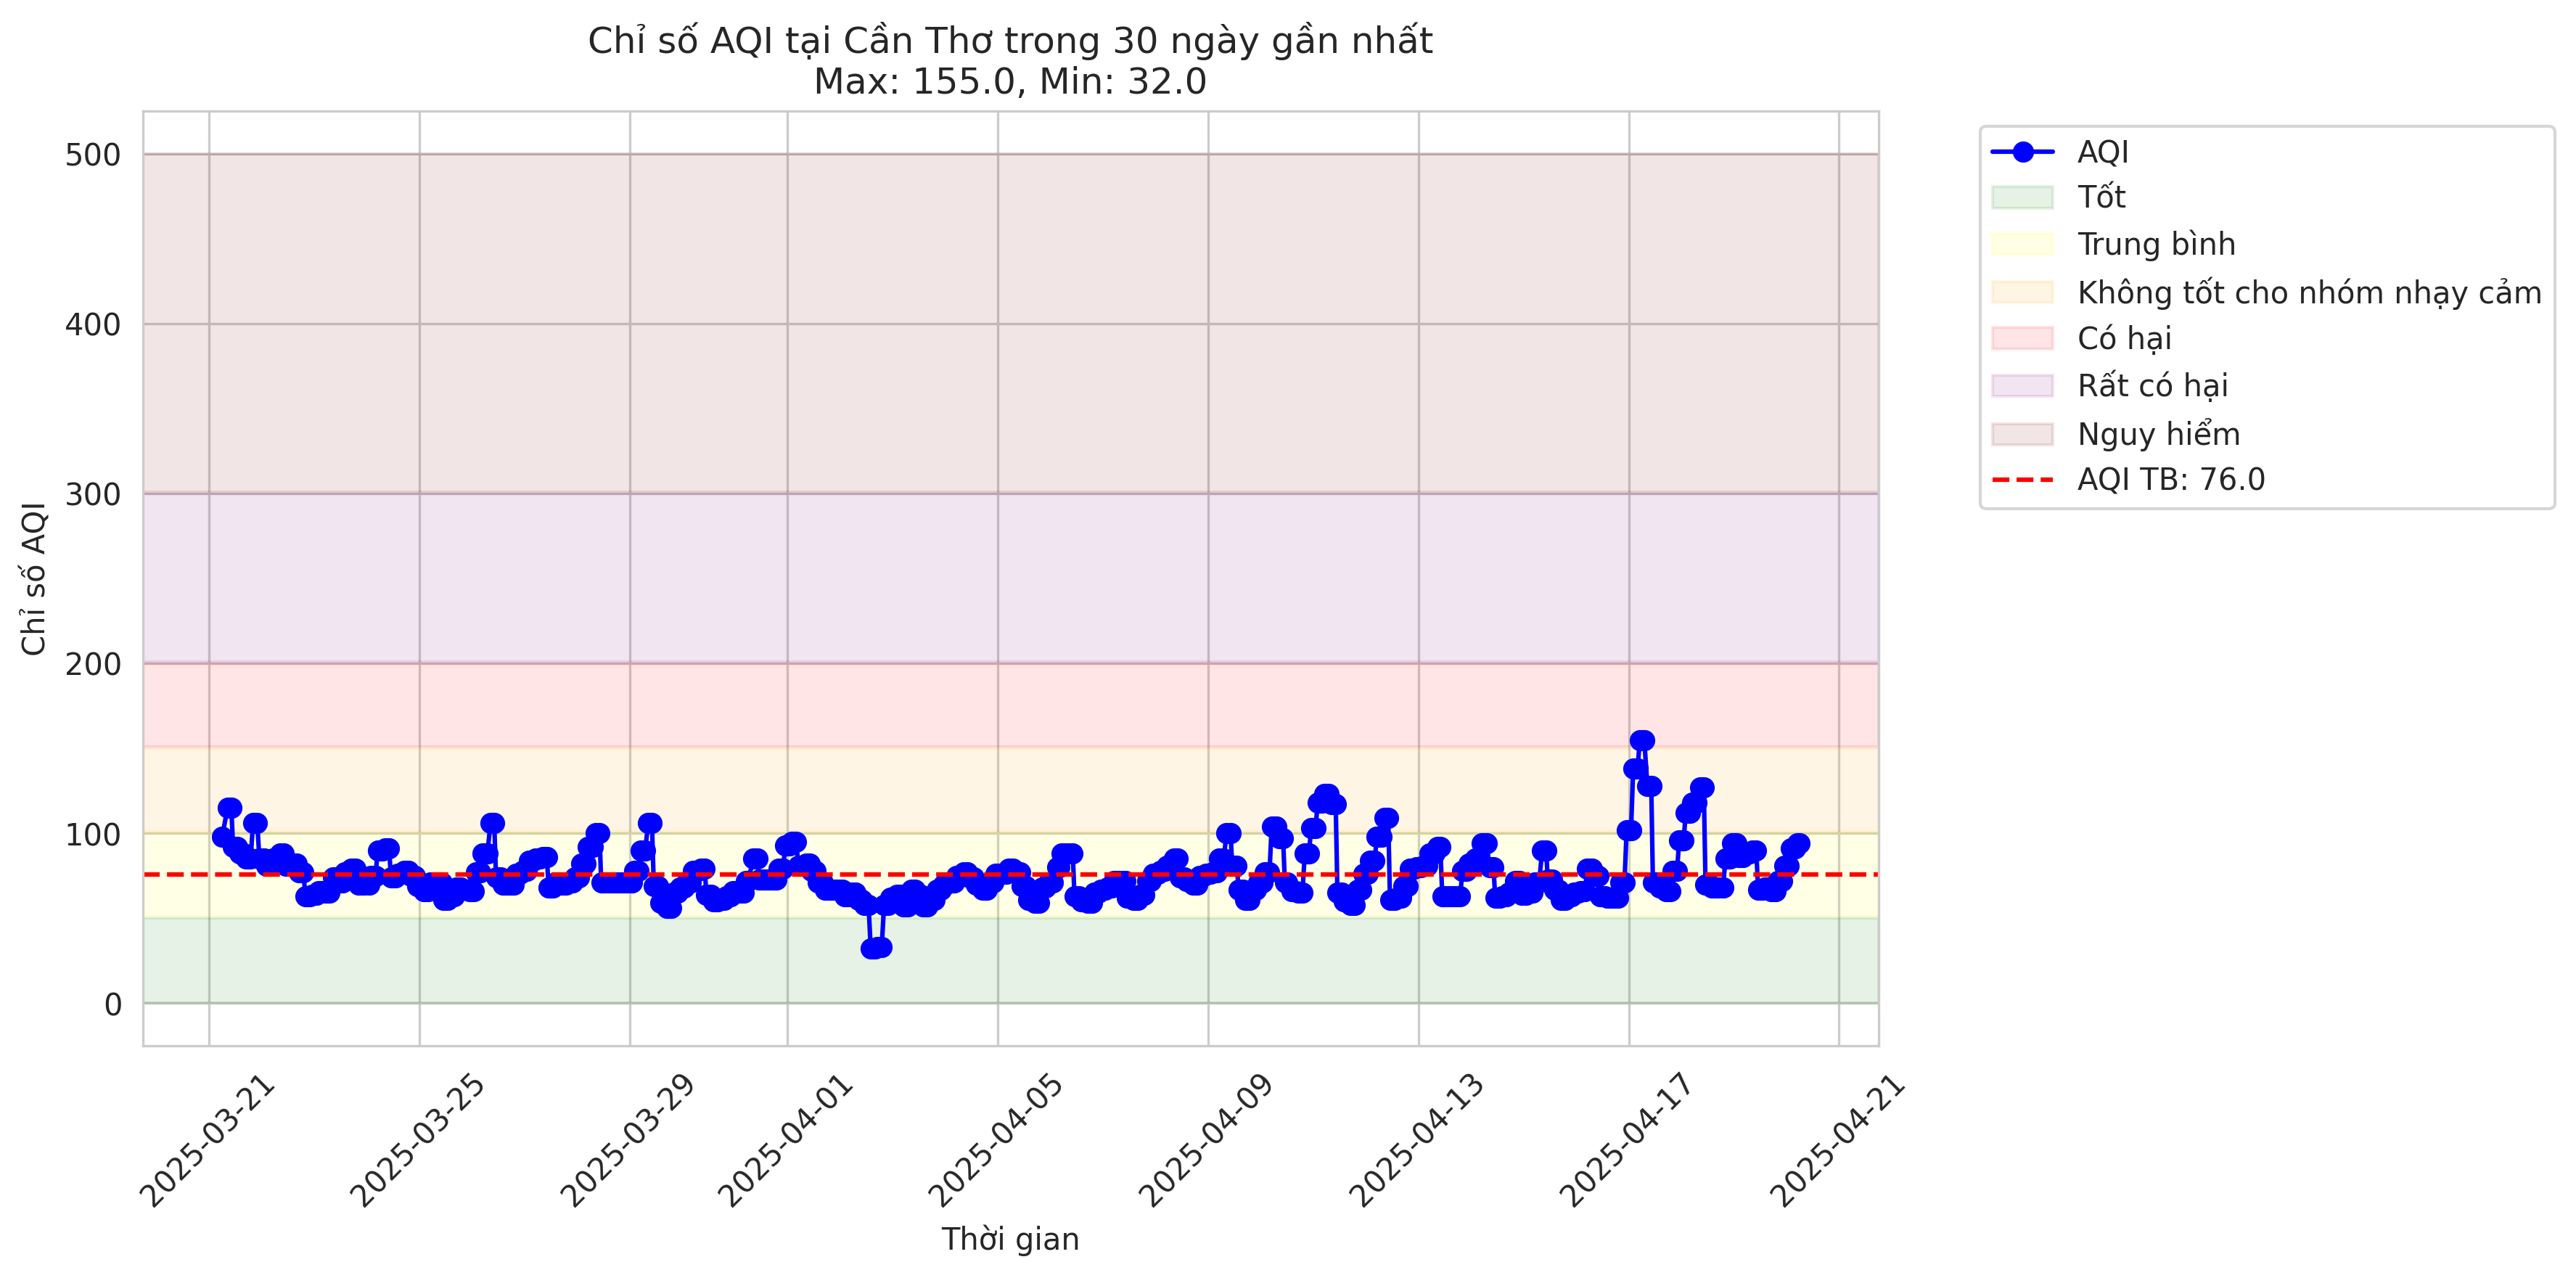 Chỉ số AQI tại Cần Thơ trong 30 ngày gần nhất
Max: 155.0, Min: 32.0
Chỉ số AQI
500
400
300
200
100
0
2025-03-21
2025-03-25
2025-03-29
2025-04-01
2025-04-05
2025-04-09
2025-04-13
2025-04-17
2025-04-21
Thời gian
AQI
Tốt
Trung bình
Không tốt cho nhóm nhạy cảm
Có hại
Rất có hại
Nguy hiểm
AQI TB: 76.0